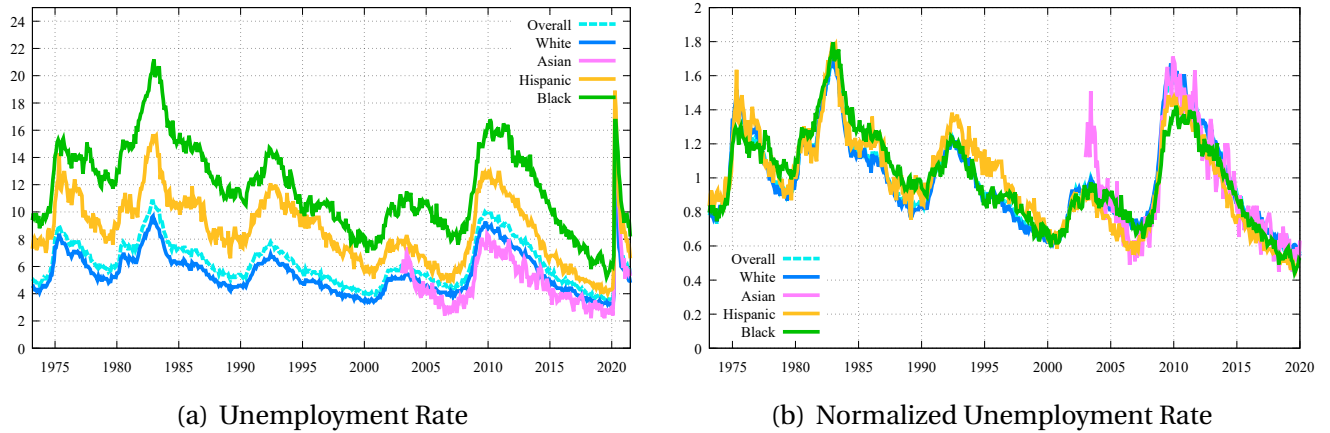 24
22
20
18
16
14
12
10
8
6
4
2
0
1975 1980 1985 1990 1995 2000 2005 2010 2015 2020
Overall
White
Asian
Hispanic
Black
(a) Unemployment Rate
2
1.8
1.6
1.4
1.2
1
0.8
0.6
0.4
0.2
0
1975 1980 1985 1990 1995 2000 2005 2010 2015 2020
Overall
White
Asian
Hispanic
Black
(b) Normalized Unemployment Rate